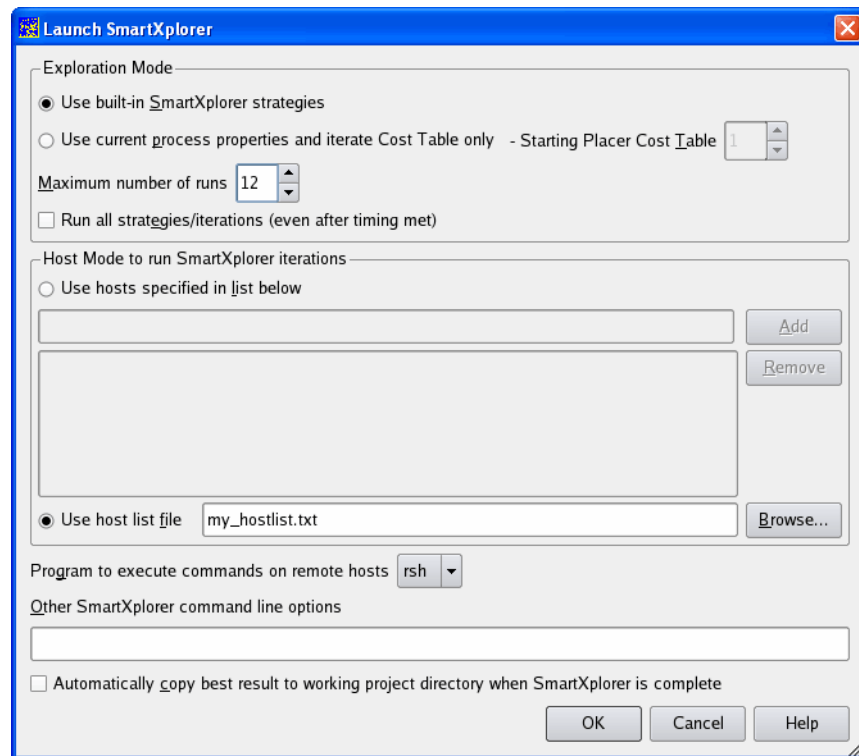 Launch SmartXplorer
Exploration Mode
Use built-in SmartXplorer strategies
Use current process properties and iterate Cost Table only - Starting Placer Cost Table 1
Maximum number of runs 12
Run all strategies/iterations (even after timing met)
Host Mode to run SmartXplorer iterations
Use hosts specified in list below
Add
Remove
Use host list file my_hostlist.txt Browse...
Program to execute commands on remote hosts rsh
Other SmartXplorer command line options
Automatically copy best result to working project directory when SmartXplorer is complete
OK Cancel Help